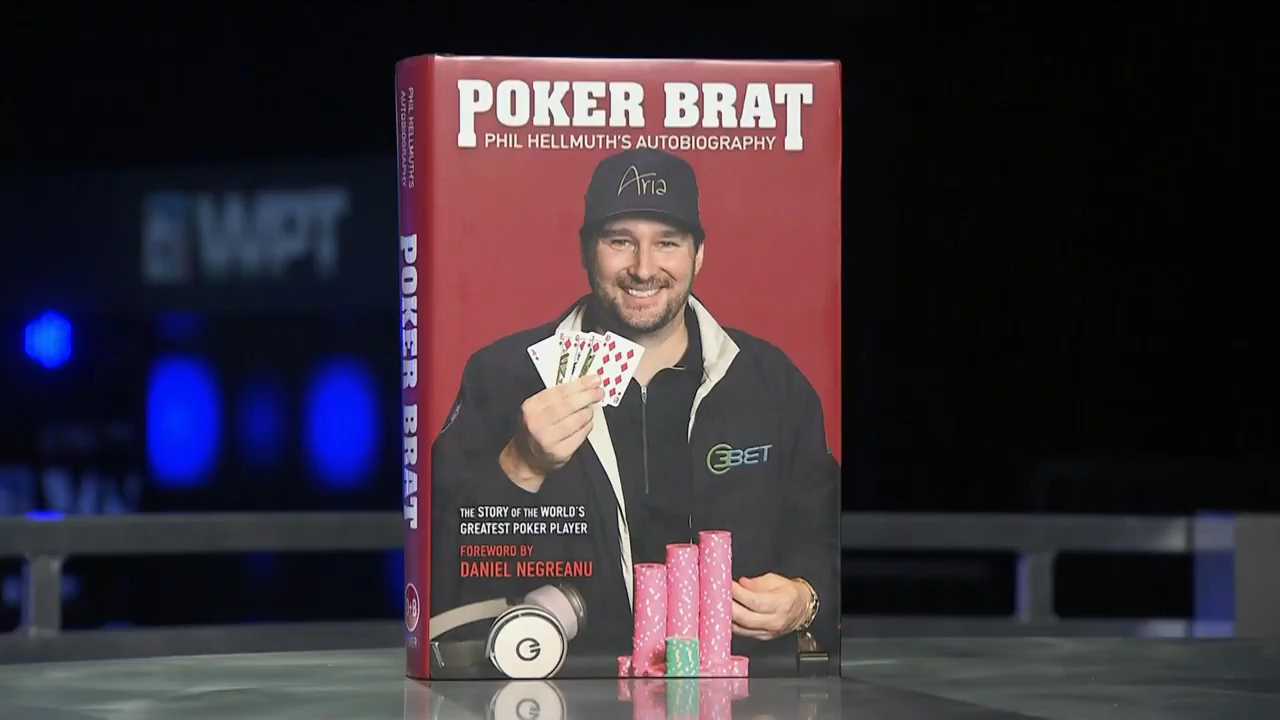 POKER BRAT
PHIL HELLMUTH'S AUTOBIOGRAPHY
Aria
3BET
THE STORY OF THE WORLD'S
GREATEST POKER PLAYER
FOREWORD BY
DANIEL NEGREANU
G
PHIL HELLMUTH'S
AUTOBIOGRAPHY
POKER BRAT
WPT